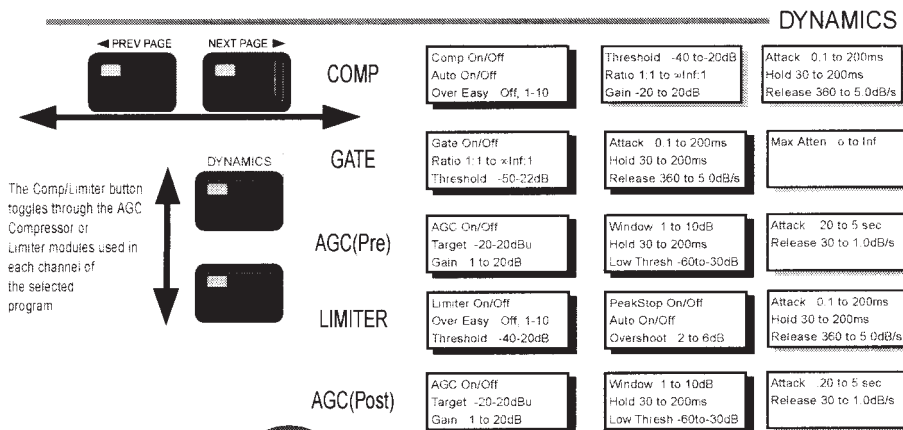 DYNAMICS
◄ PREV PAGE NEXT PAGE ►
COMP
Comp On/Off
Auto On/Off
Over Easy Off, 1-10
Threshold -40 to-20dB
Ratio 1:1 to ∞Inf:1
Gain -20 to 20dB
Attack 0.1 to 200ms
Hold 30 to 200ms
Release 360 to 5.0dB/s
DYNAMICS
The Comp/Limiter button
toggles through the AGC
Compressor or
Limiter modules used in
each channel of
the selected
program
GATE
Gate On/Off
Ratio 1:1 to ∞Inf:1
Threshold -50-22dB
Attack 0.1 to 200ms
Hold 30 to 200ms
Release 360 to 5.0dB/s
Max Atten o to Inf
AGC(Pre)
AGC On/Off
Target -20-20dBu
Gain 1 to 20dB
Window 1 to 10dB
Hold 30 to 200ms
Low Thresh -60to-30dB
Attack .20 to 5 sec
Release 30 to 1.0dB/s
LIMITER
Limiter On/Off
Over Easy Off, 1-10
Threshold -40-20dB
PeakStop On/Off
Auto On/Off
Overshoot 2 to 6dB
Attack 0.1 to 200ms
Hold 30 to 200ms
Release 360 to 5.0dB/s
AGC(Post)
AGC On/Off
Target -20-20dBu
Gain 1 to 20dB
Window 1 to 10dB
Hold 30 to 200ms
Low Thresh -60to-30dB
Attack .20 to 5 sec
Release 30 to 1.0dB/s